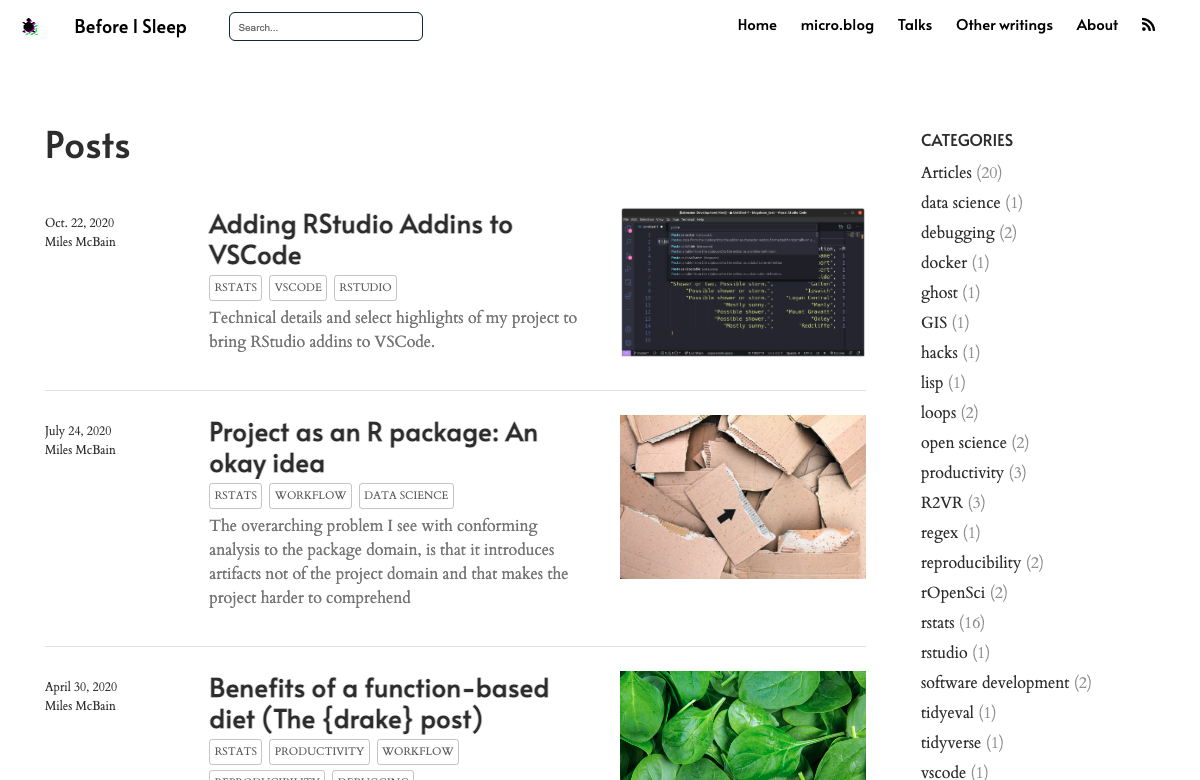 Before I Sleep
Search...
Home
micro.blog
Talks
Other writings
About
Posts
Oct. 22, 2020
Miles McBain
Adding RStudio Addins to
VSCode
RSTATS
VSCODE
RSTUDIO
Technical details and select highlights of my project to
bring RStudio addins to VSCode.
July 24, 2020
Miles McBain
Project as an R package: An
okay idea
RSTATS
WORKFLOW
DATA SCIENCE
The overarching problem I see with conforming
analysis to the package domain, is that it introduces
artifacts not of the project domain and that makes the
project harder to comprehend
April 30, 2020
Miles McBain
Benefits of a function-based
diet (The {drake} post)
RSTATS
PRODUCTIVITY
WORKFLOW
REPRODUCIBILITY
DEBUGGING
CATEGORIES
Articles (20)
data science (1)
debugging (2)
docker (1)
ghost (1)
GIS (1)
hacks (1)
lisp (1)
loops (2)
open science (2)
productivity (3)
R2VR (3)
regex (1)
reproducibility (2)
rOpenSci (2)
rstats (16)
rstudio (1)
software development (2)
tidyeval (1)
tidyverse (1)
vscode (1)